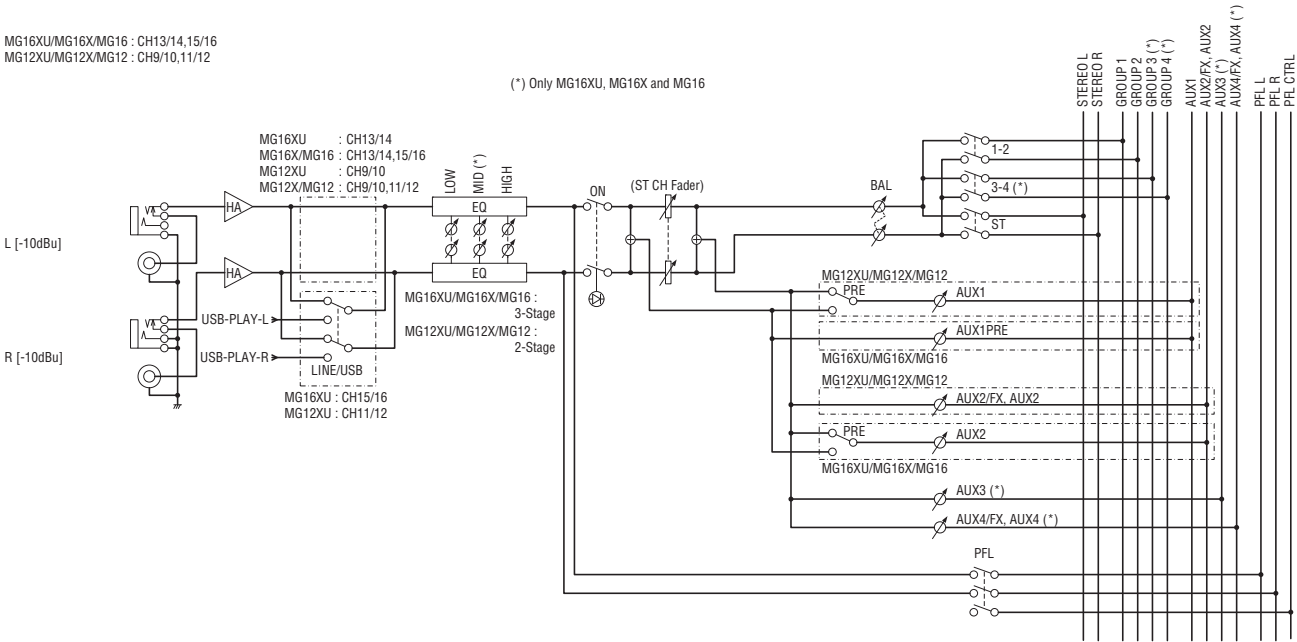 MG16XU/MG16X/MG16 : CH13/14,15/16
MG12XU/MG12X/MG12 : CH9/10,11/12
(*) Only MG16XU, MG16X and MG16
STEREO L
STEREO R
GROUP 1
GROUP 2
GROUP 3 (*)
GROUP 4 (*)
AUX1
AUX2/FX, AUX2
AUX3 (*)
AUX4/FX, AUX4 (*)
PFL L
PFL R
PFL CTRL
MG16XU : CH13/14
MG16X/MG16 : CH13/14,15/16
MG12XU : CH9/10
MG12X/MG12 : CH9/10,11/12
LOW
MID (*)
HIGH
L [-10dBu]
HA
EQ
ON
(ST CH Fader)
BAL
1-2
3-4 (*)
ST
R [-10dBu]
HA
EQ
USB-PLAY-L
USB-PLAY-R
LINE/USB
MG16XU : CH15/16
MG12XU : CH11/12
MG16XU/MG16X/MG16 :
3-Stage
MG12XU/MG12X/MG12 :
2-Stage
MG12XU/MG12X/MG12
PRE
AUX1
AUX1PRE
MG16XU/MG16X/MG16
MG12XU/MG12X/MG12
AUX2/FX, AUX2
PRE
AUX2
MG16XU/MG16X/MG16
AUX3 (*)
AUX4/FX, AUX4 (*)
PFL